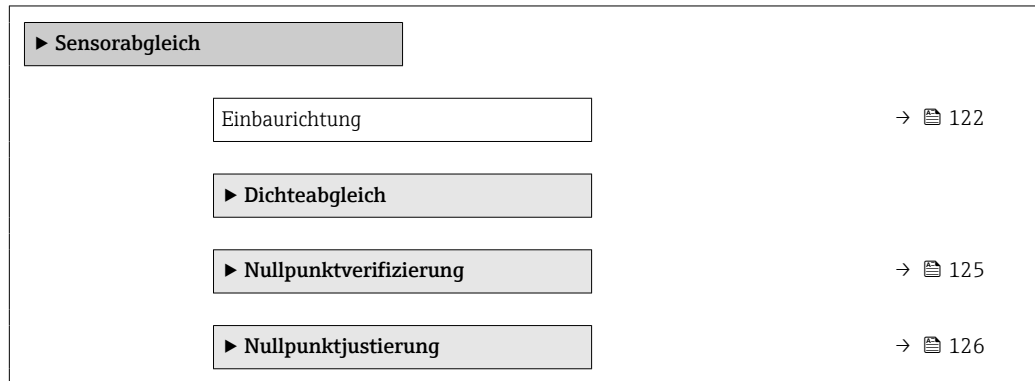 ▶ Sensorabgleich
Einbaurichtung → 122
▶ Dichteabgleich
▶ Nullpunktverifizierung → 125
▶ Nullpunktjustierung → 126